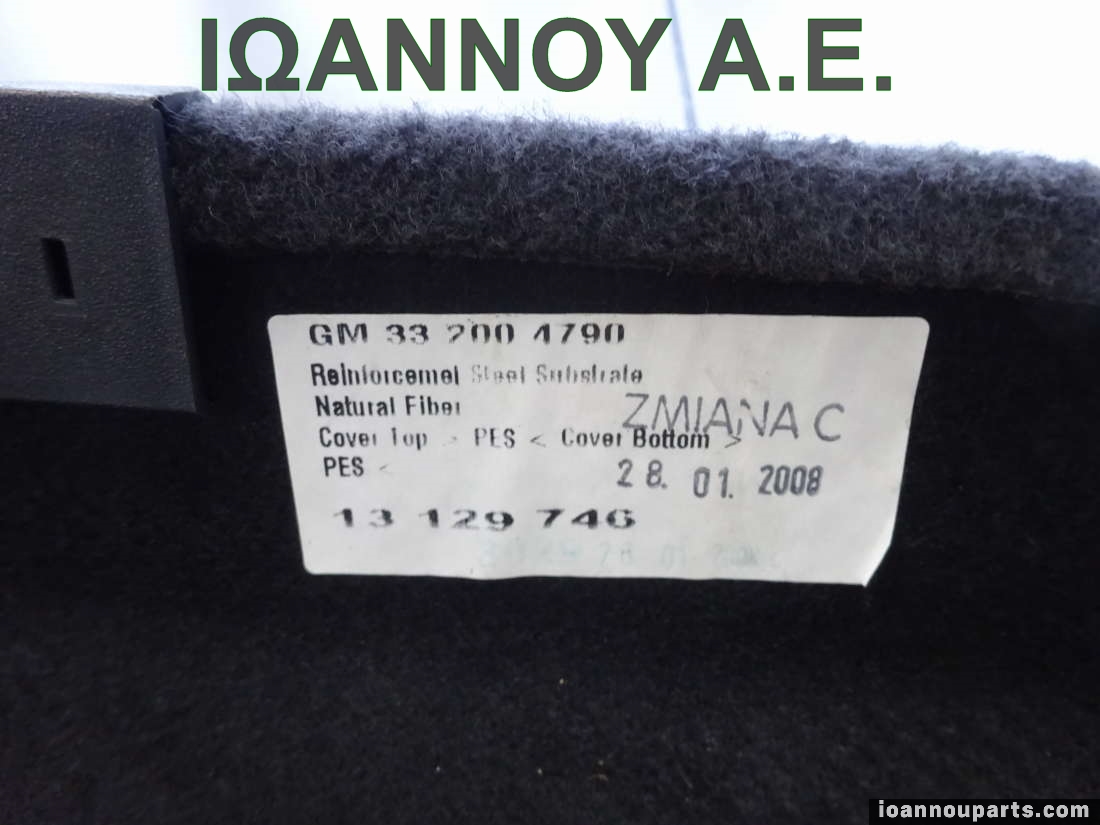 ΙΩΑΝΝΟΥ Α.Ε.
GM 33 200 4790
Reinforcemet Steel Substrate
Natural Fiber
ZMIANA C
Cover Top > PES < Cover Bottom >
PES <
28. 01. 2008
13 129 746
ioannouparts.com